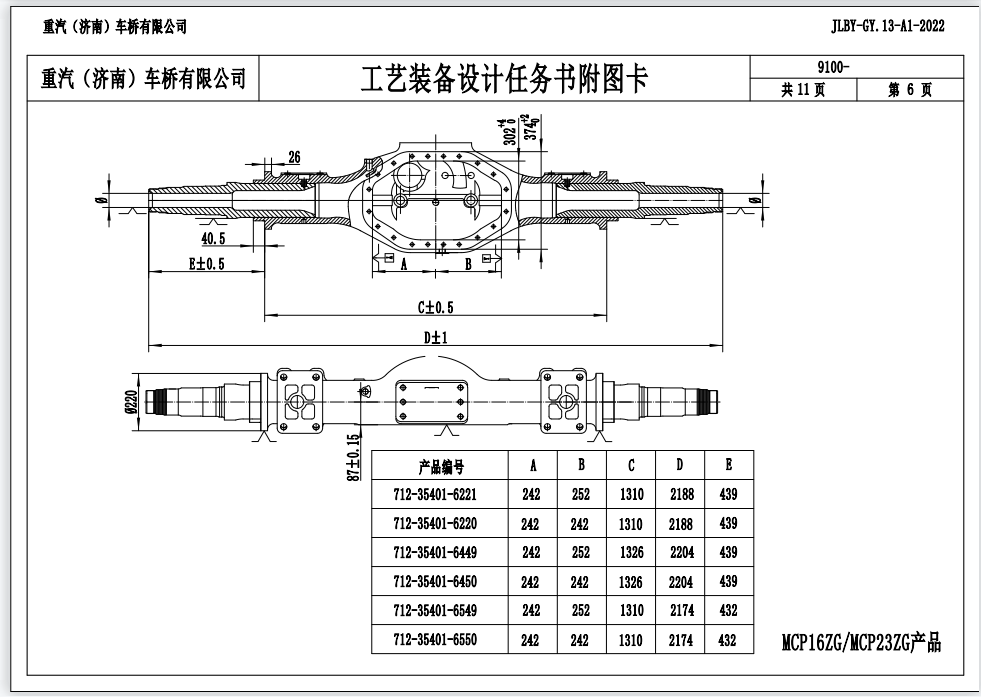 重汽（济南）车桥有限公司
JLBY-GY.13-A1-2022
重汽（济南）车桥有限公司
工艺装备设计任务书附图卡
9100-
共 11 页
第 6 页
302 +4 0
374 +2 0
26
Ø
Ø
40.5
E±0.5
A
B
C±0.5
D±1
Ø220
87±0.15
产品编号 A B C D E
712-35401-6221 242 252 1310 2188 439
712-35401-6220 242 242 1310 2188 439
712-35401-6449 242 252 1326 2204 439
712-35401-6450 242 242 1326 2204 439
712-35401-6549 242 252 1310 2174 432
712-35401-6550 242 242 1310 2174 432
MCP16ZG/MCP23ZG产品